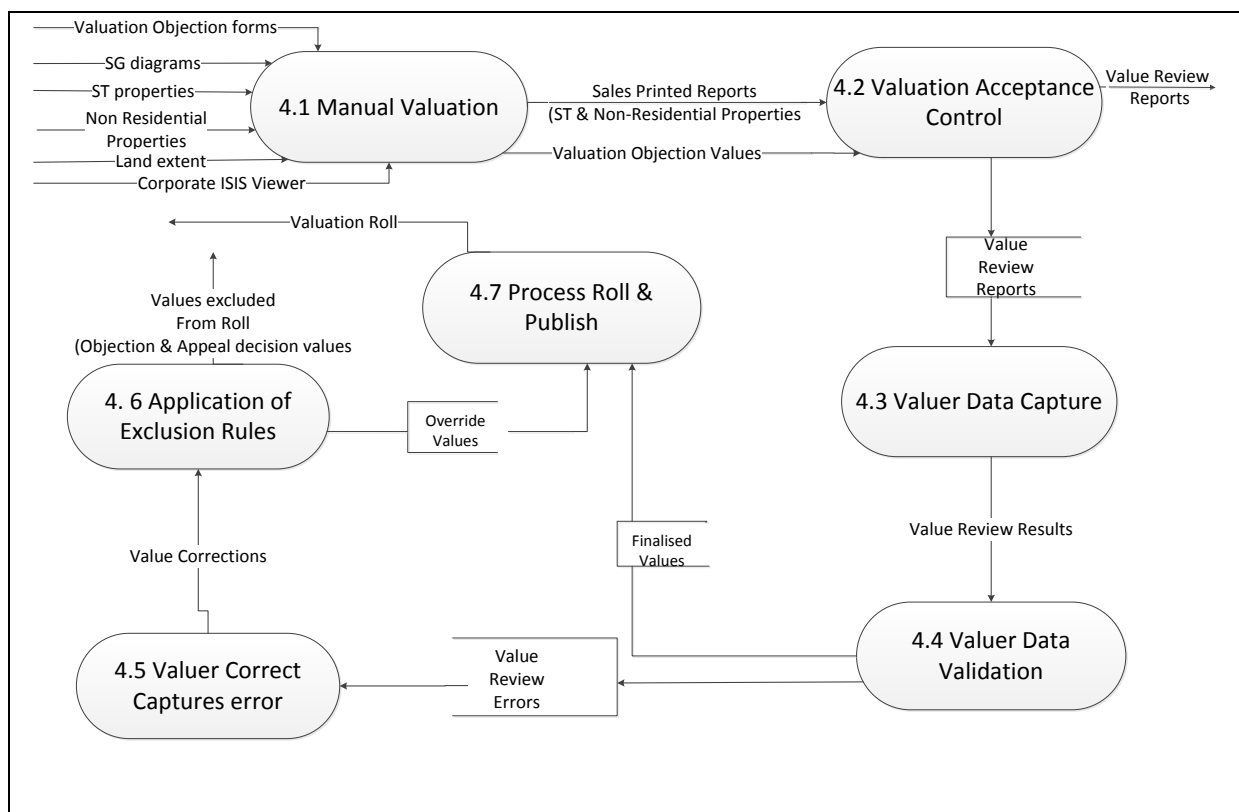 Valuation Objection forms
SG diagrams
ST properties
Non Residential
Properties
Land extent
Corporate ISIS Viewer
4.1 Manual Valuation
Sales Printed Reports
(ST & Non-Residential Properties
Valuation Objection Values
4.2 Valuation Acceptance
Control
Value Review
Reports
Value
Review
Reports
4.3 Valuer Data Capture
Value Review Results
4.4 Valuer Data
Validation
Finalised
Values
Value
Review
Errors
4.5 Valuer Correct
Captures error
Value Corrections
4. 6 Application of
Exclusion Rules
Values excluded
From Roll
(Objection & Appeal decision values
Override
Values
4.7 Process Roll &
Publish
Valuation Roll